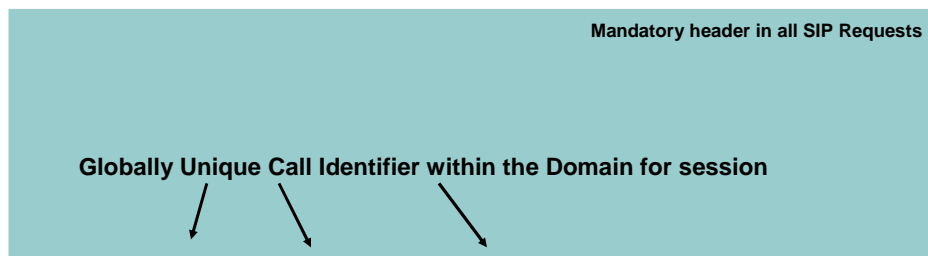 Mandatory header in all SIP Requests
Globally Unique Call Identifier within the Domain for session